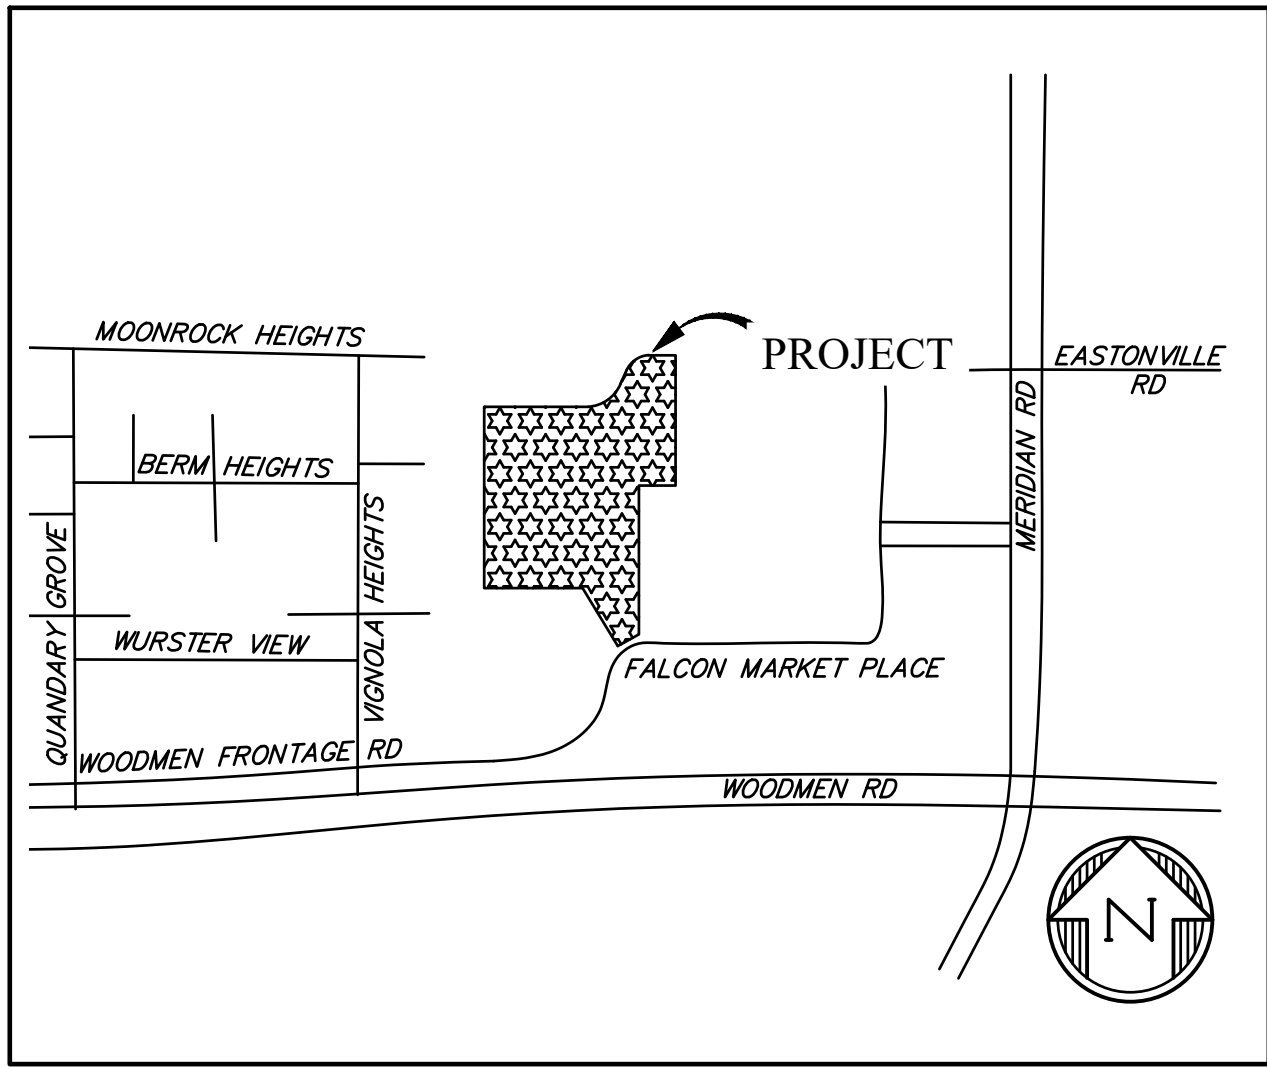 MOONROCK HEIGHTS
PROJECT
EASTONVILLE
RD
MERIDIAN RD
BERM HEIGHTS
QUANDARY GROVE
VIGNOLA HEIGHTS
WURSTER VIEW
FALCON MARKET PLACE
WOODMEN FRONTAGE RD
WOODMEN RD
N